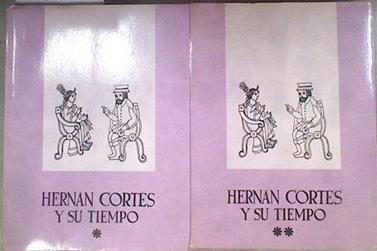 HERNAN CORTES
Y SU TIEMPO
*
HERNAN CORTES
Y SU TIEMPO
**